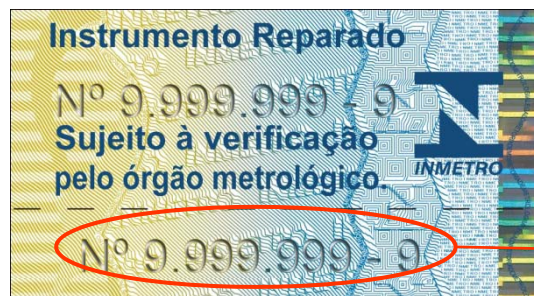 Instrumento Reparado
Nº 9.999.999 - 9
Sujeito à verificação
pelo órgão metrológico.
INMETRO
Nº 9.999.999 - 9